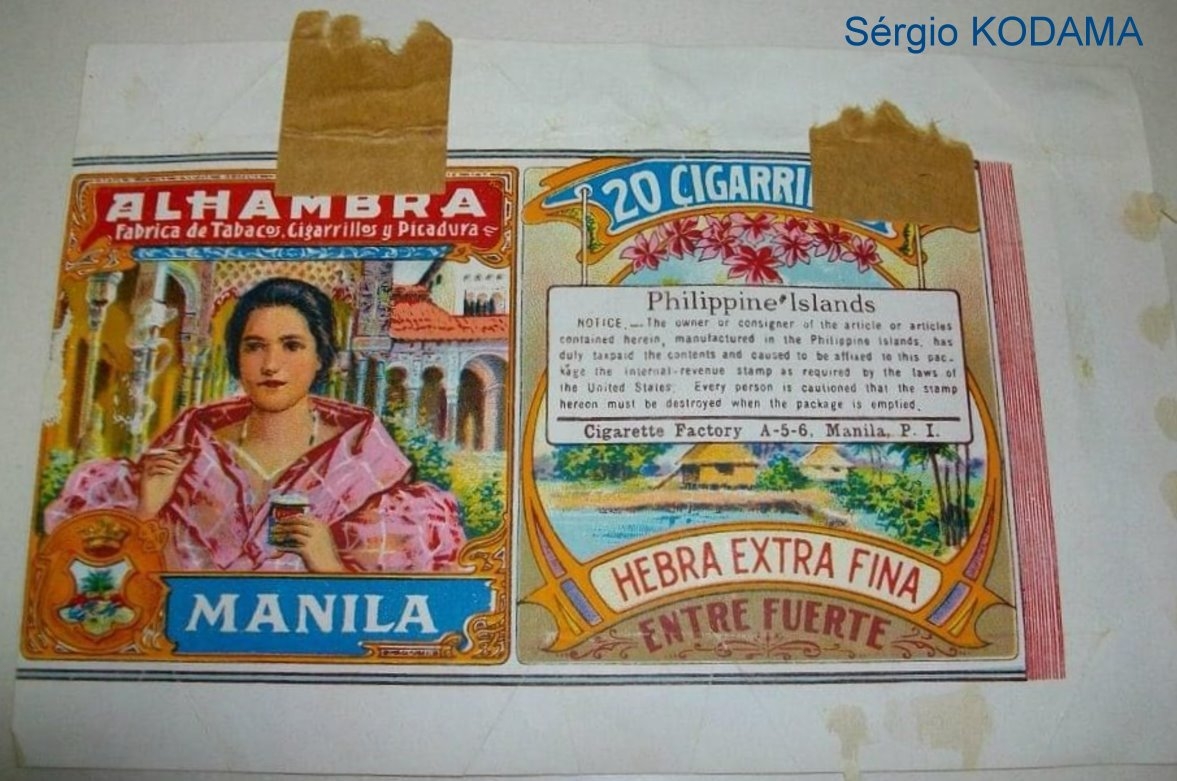 Sérgio KODAMA
ALHAMBRA
Fabrica de Tabacos, Cigarrillos y Picadura
MANILA
20 CIGARRI
Philippine Islands
NOTICE.—The owner or consigner of the article or articles
contained herein, manufactured in the Philippine Islands, has
duly taxpaid the contents and caused to be affixed to this pac-
kage the internal-revenue stamp as required by the laws of
the United States. Every person is cautioned that the stamp
hereon must be destroyed when the package is emptied.
Cigarette Factory A-5-6, Manila, P. I.
HEBRA EXTRA FINA
ENTRE FUERTE